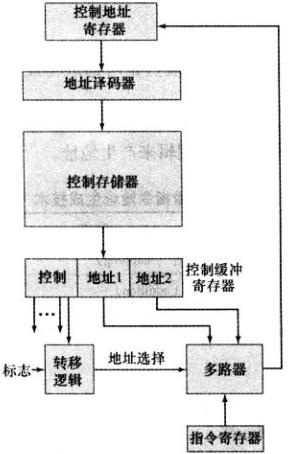 控制地址
寄存器
地址译码器
控制存储器
控制
地址1
地址2
控制缓冲
寄存器
...
标志
转移
逻辑
地址选择
多路器
指令寄存器